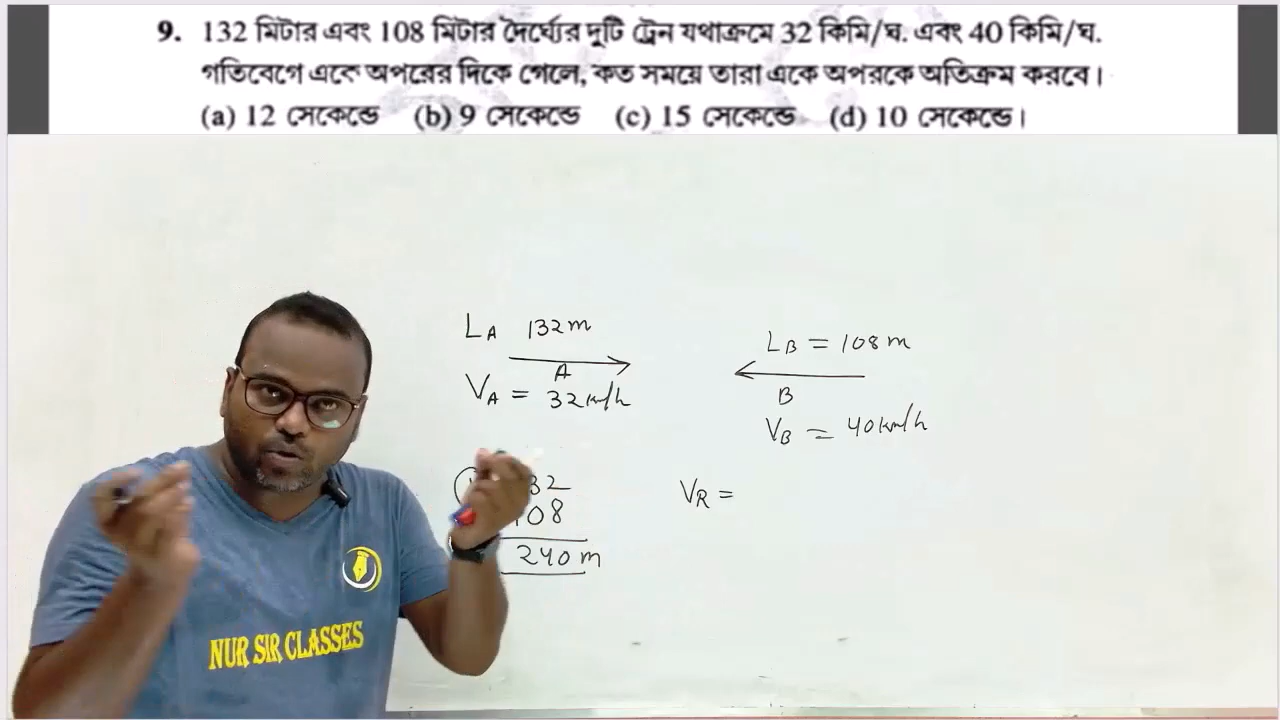 9. 132 মিটার এবং 108 মিটার দৈর্ঘ্যের দুটি ট্রেন যথাক্রমে 32 কিমি/ঘ. এবং 40 কিমি/ঘ.
গতিবেগে একে অপরের দিকে গেলে, কত সময়ে তারা একে অপরকে অতিক্রম করবে।
(a) 12 সেকেন্ডে (b) 9 সেকেন্ডে (c) 15 সেকেন্ডে (d) 10 সেকেন্ডে।
LA 132m
A
VA = 32km/h
LB = 108m
B
VB = 40km/h
32
108
240m
VR =
NUR SIR CLASSES